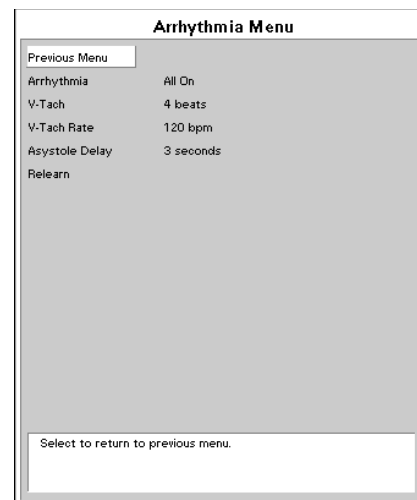 Arrhythmia Menu
Previous Menu
Arrhythmia All On
V-Tach 4 beats
V-Tach Rate 120 bpm
Asystole Delay 3 seconds
Relearn
Select to return to previous menu.